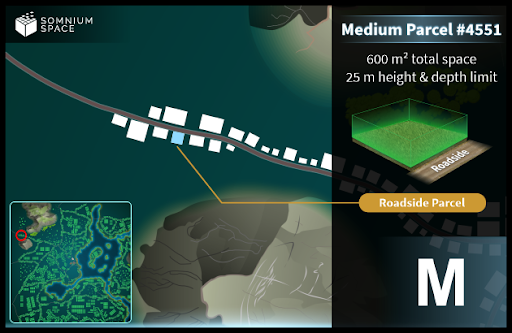 SOMNIUM
SPACE
Medium Parcel #4551
600 m² total space
25 m height & depth limit
Roadside
Roadside Parcel
M